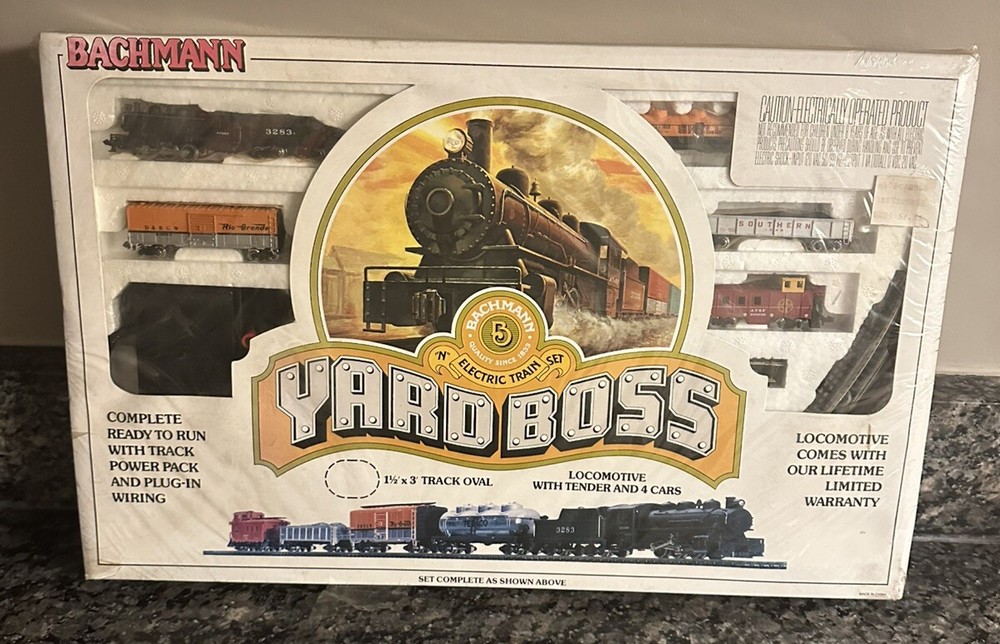 BACHMANN
3283
CAUTION-ELECTRICALLY OPERATED PRODUCT
D&RGW Rio Grande
SOUTHERN
BACHMANN
B
QUALITY SINCE 1833
"N" ELECTRIC TRAIN SET
YARD BOSS
COMPLETE
READY TO RUN
WITH TRACK
POWER PACK
AND PLUG-IN
WIRING
1½' x 3' TRACK OVAL
LOCOMOTIVE
WITH TENDER AND 4 CARS
LOCOMOTIVE
COMES WITH
OUR LIFETIME
LIMITED
WARRANTY
TEXACO
3283
SET COMPLETE AS SHOWN ABOVE